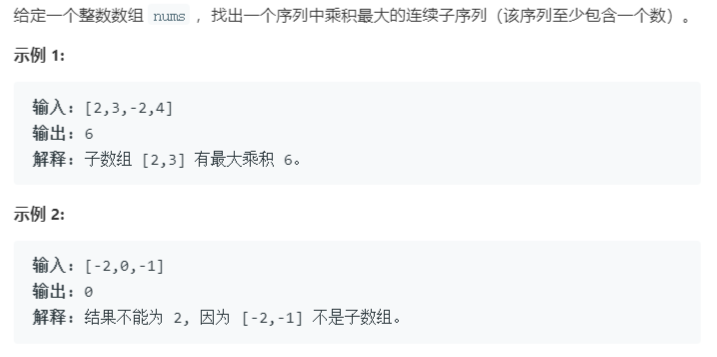 给定一个整数数组 nums ，找出一个序列中乘积最大的连续子序列（该序列至少包含一个数）。
示例 1:
输入: [2,3,-2,4]
输出: 6
解释: 子数组 [2,3] 有最大乘积 6。
示例 2:
输入: [-2,0,-1]
输出: 0
解释: 结果不能为 2, 因为 [-2,-1] 不是子数组。